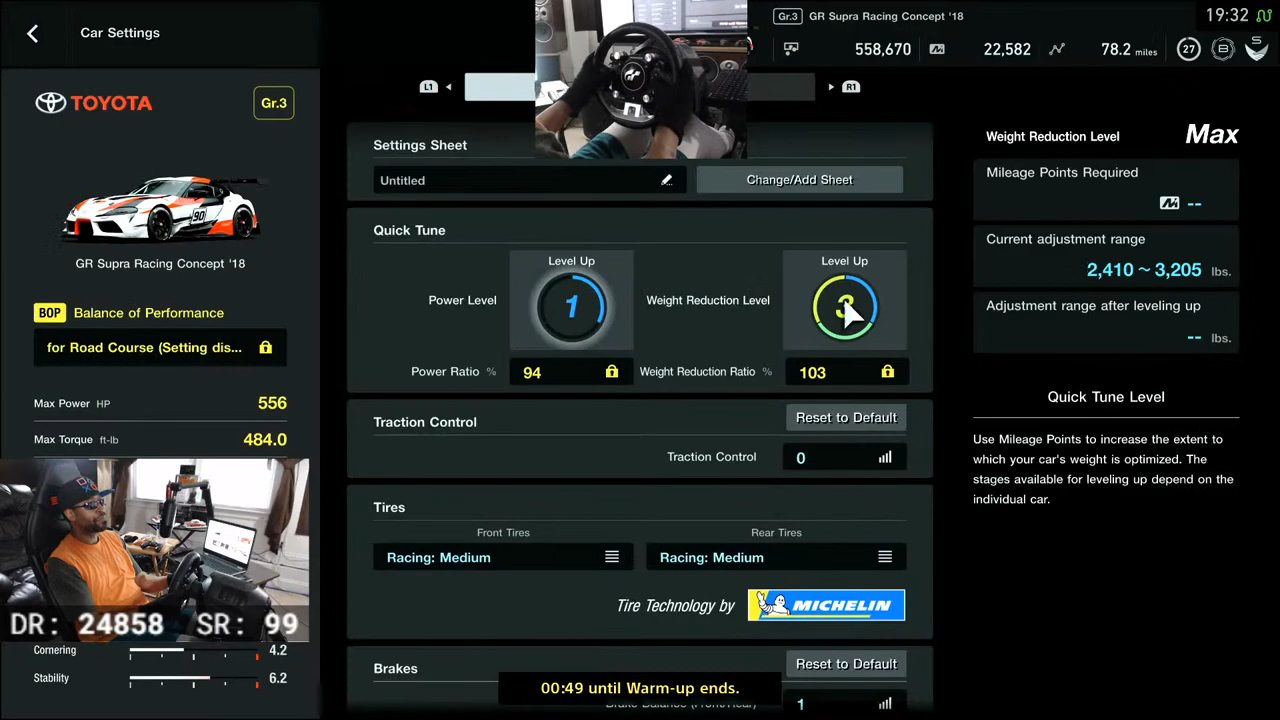 Car Settings
Gr.3 GR Supra Racing Concept '18
19:32
558,670
22,582
78.2 miles
27
B
S
TOYOTA
Gr.3
90
GR Supra Racing Concept '18
BOP Balance of Performance
for Road Course (Setting dis...
Max Power HP 556
Max Torque ft-lb 484.0
DR: 24858 SR: 99
Cornering 4.2
Stability 6.2
L1
R1
Settings Sheet
Untitled
Change/Add Sheet
Quick Tune
Level Up
Level Up
Power Level 1
Weight Reduction Level 3
Power Ratio % 94
Weight Reduction Ratio % 103
Traction Control
Reset to Default
Traction Control 0
Tires
Front Tires
Rear Tires
Racing: Medium
Racing: Medium
Tire Technology by MICHELIN
Brakes
Reset to Default
Brake Balance (Front/Rear) 1
00:49 until Warm-up ends.
Weight Reduction Level Max
Mileage Points Required
--
Current adjustment range
2,410 ~ 3,205 lbs.
Adjustment range after leveling up
-- lbs.
Quick Tune Level
Use Mileage Points to increase the extent to
which your car's weight is optimized. The
stages available for leveling up depend on the
individual car.